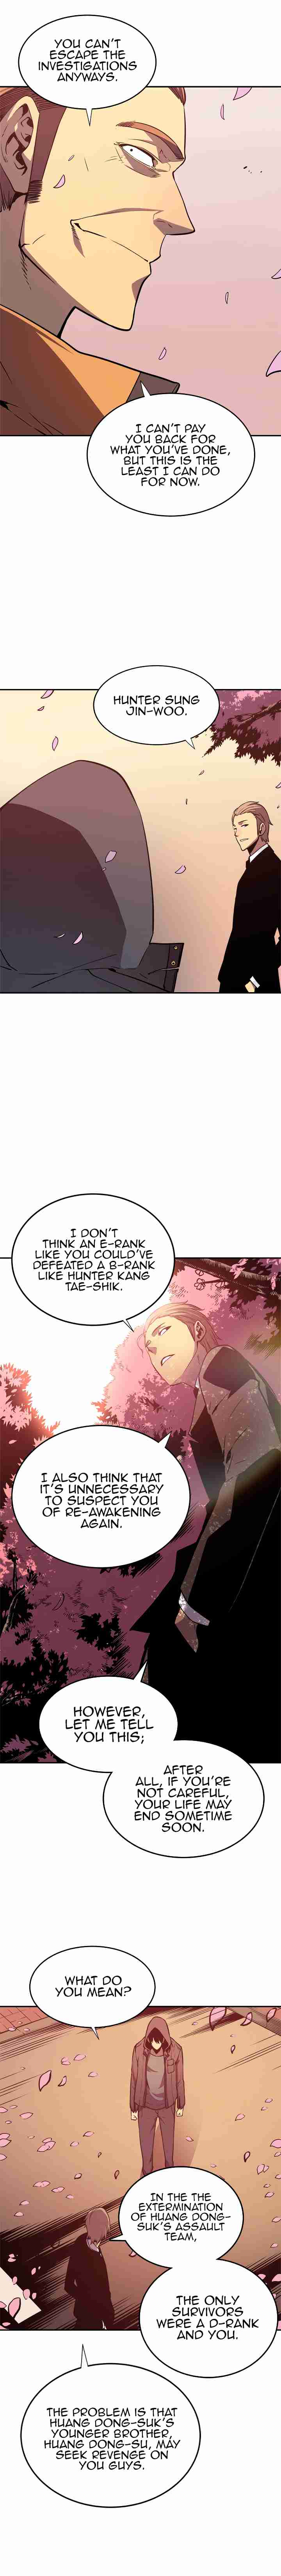 YOU CAN'T
ESCAPE THE
INVESTIGATIONS
ANYWAYS.
I CAN'T PAY
YOU BACK FOR
WHAT YOU'VE DONE,
BUT THIS IS THE
LEAST I CAN DO
FOR NOW.
HUNTER SUNG
JIN-WOO.
I DON'T
THINK AN E-RANK
LIKE YOU COULD'VE
DEFEATED A B-RANK
LIKE HUNTER KANG
TAE-SHIK.
I ALSO THINK THAT
IT'S UNNECESSARY
TO SUSPECT YOU
OF RE-AWAKENING
AGAIN.
HOWEVER,
LET ME TELL
YOU THIS;
AFTER
ALL, IF YOU'RE
NOT CAREFUL,
YOUR LIFE MAY
END SOMETIME
SOON.
WHAT DO
YOU MEAN?
IN THE THE
EXTERMINATION
OF HUANG DONG-
SUK'S ASSAULT
TEAM,
THE ONLY
SURVIVORS
WERE A D-RANK
AND YOU.
THE PROBLEM IS THAT
HUANG DONG-SUK'S
YOUNGER BROTHER,
HUANG DONG-SU, MAY
SEEK REVENGE ON
YOU GUYS.